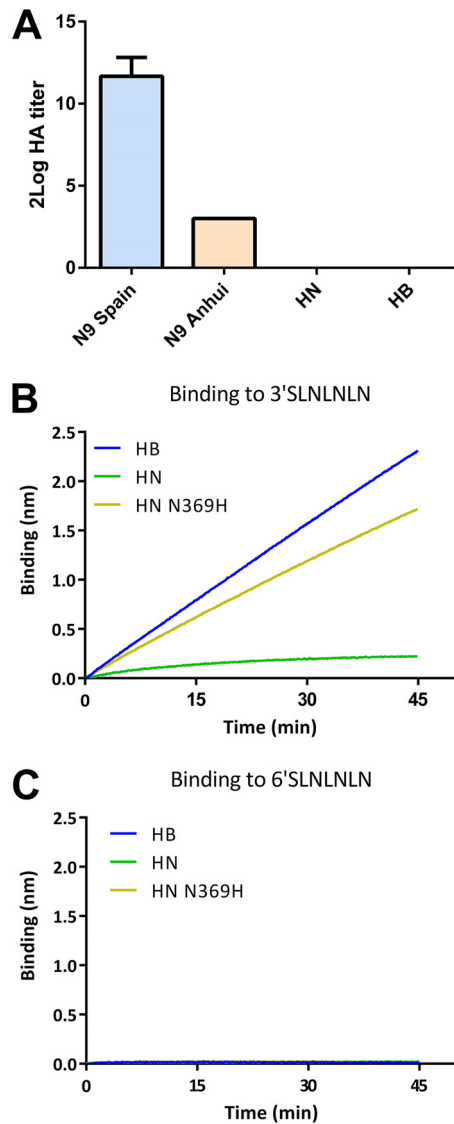 A
2Log HA titer
15
10
5
0
N9 Spain
N9 Anhui
HN
HB
B
Binding to 3'SLNLNLN
Binding (nm)
2.5
2.0
1.5
1.0
0.5
0.0
HB
HN
HN N369H
0
15
30
45
Time (min)
C
Binding to 6'SLNLNLN
Binding (nm)
2.5
2.0
1.5
1.0
0.5
0.0
HB
HN
HN N369H
0
15
30
45
Time (min)